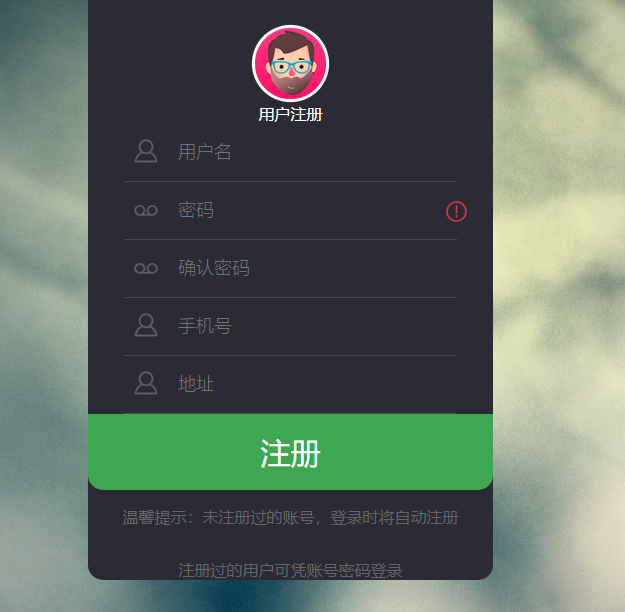 用户注册
用户名
密码
确认密码
手机号
地址
注册
温馨提示：未注册过的账号，登录时将自动注册
注册过的用户可凭账号密码登录